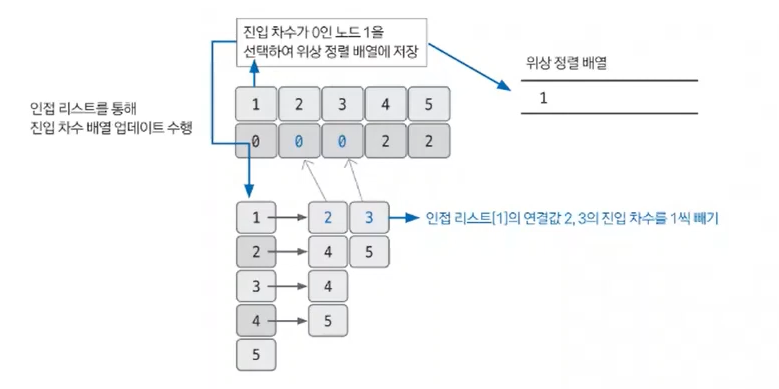 진입 차수가 0인 노드 1을
선택하여 위상 정렬 배열에 저장
위상 정렬 배열
1
인접 리스트를 통해
진입 차수 배열 업데이트 수행
1 2 3 4 5
0 0 0 2 2
1 2 3
인접 리스트[1]의 연결값 2, 3의 진입 차수를 1씩 빼기
2 4 5
3 4
4 5
5